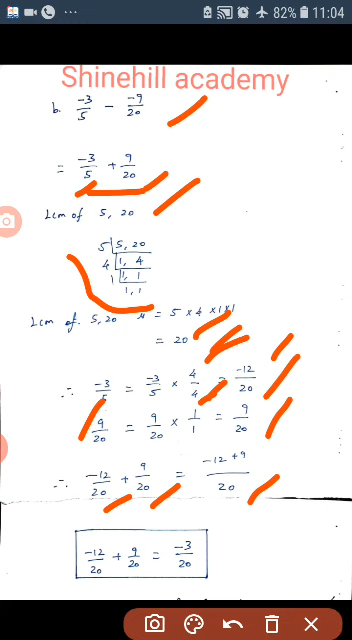 82% 11:04
Shinehill academy
b. -3/5 - -9/20
= -3/5 + 9/20
Lcm of 5, 20
5 | 5, 20
4 | 1, 4
1 | 1, 1
1, 1
Lcm of 5, 20 = 5 × 4 × 1 × 1
= 20
∴ -3/5 = -3/5 × 4/4 = -12/20
9/20 = 9/20 × 1/1 = 9/20
∴ -12/20 + 9/20 = -12 + 9/20
-12/20 + 9/20 = -3/20